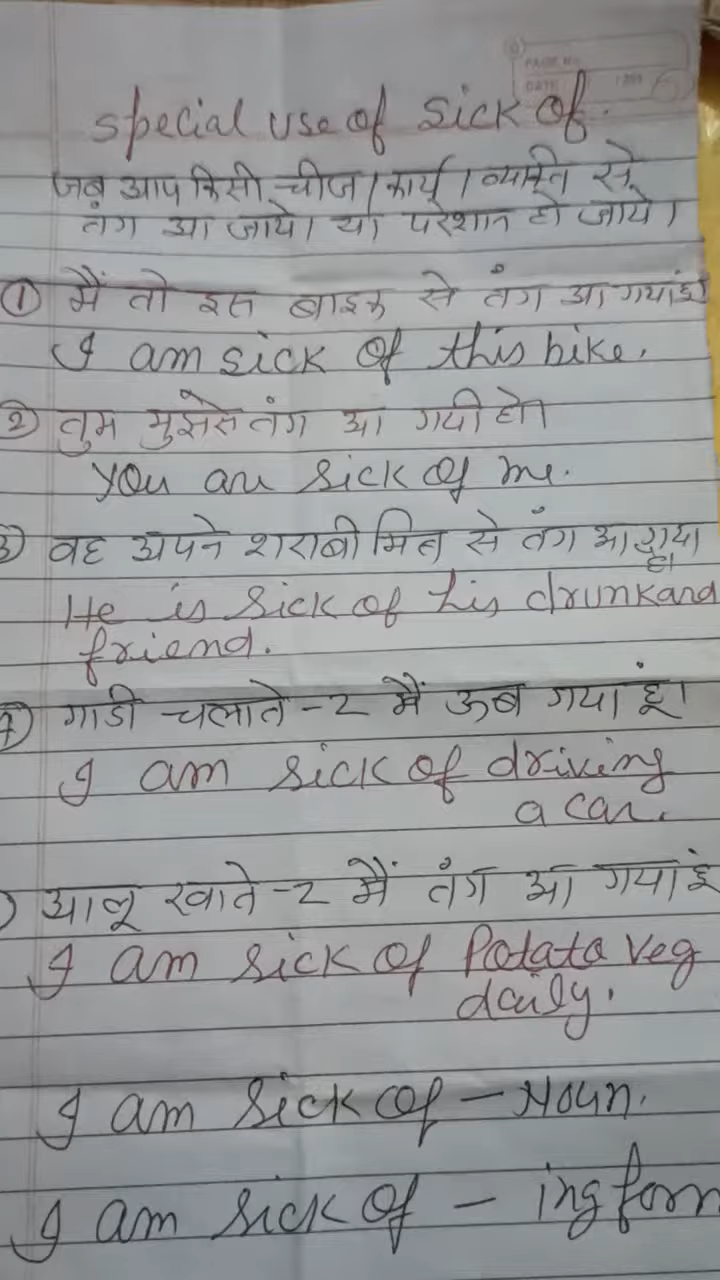 PAGE No.
DATE
special use of sick of.
जब आप किसी चीज / कार्य / व्यक्ति से
तंग आ जाये। या परेशान हो जाये।
① मैं तो इस बाइक से तंग आ गया हूं
I am sick of this bike.
② तुम मुझसे तंग आ गयी हो।
You are sick of me.
3) वह अपने शराबी मित्र से तंग आ गया
है।
He is sick of his drunkard
friend.
4) गाडी चलाते-2 मैं ऊब गया हूं।
I am sick of driving
a car.
) आलू खाते-2 मैं तंग आ गया हूं
I am sick of Potato veg
daily.
I am sick of – Noun.
I am sick of – ing form